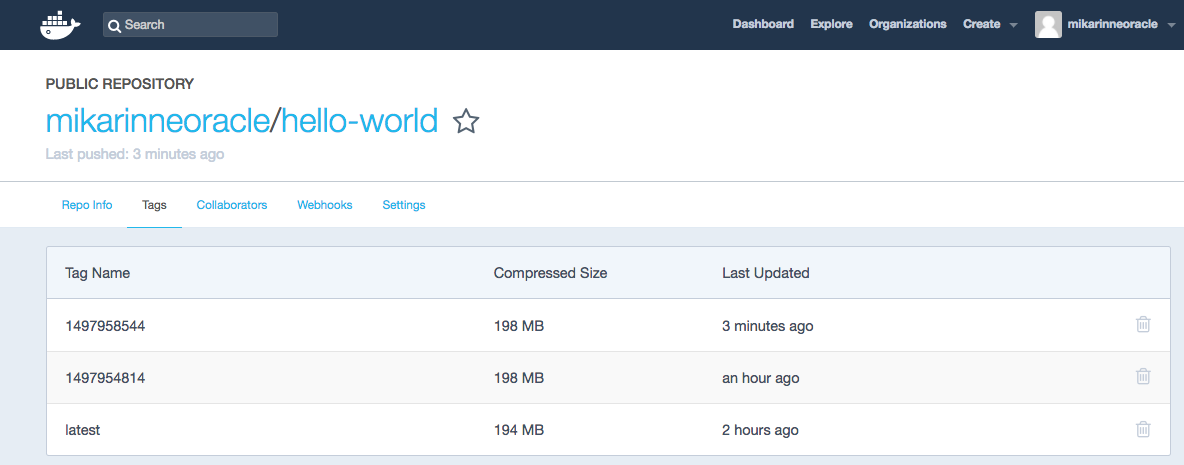 Search Dashboard Explore Organizations Create mikarinneoracle
PUBLIC REPOSITORY
mikarinneoracle/hello-world
Last pushed: 3 minutes ago
Repo Info Tags Collaborators Webhooks Settings
Tag Name Compressed Size Last Updated
1497958544 198 MB 3 minutes ago
1497954814 198 MB an hour ago
latest 194 MB 2 hours ago